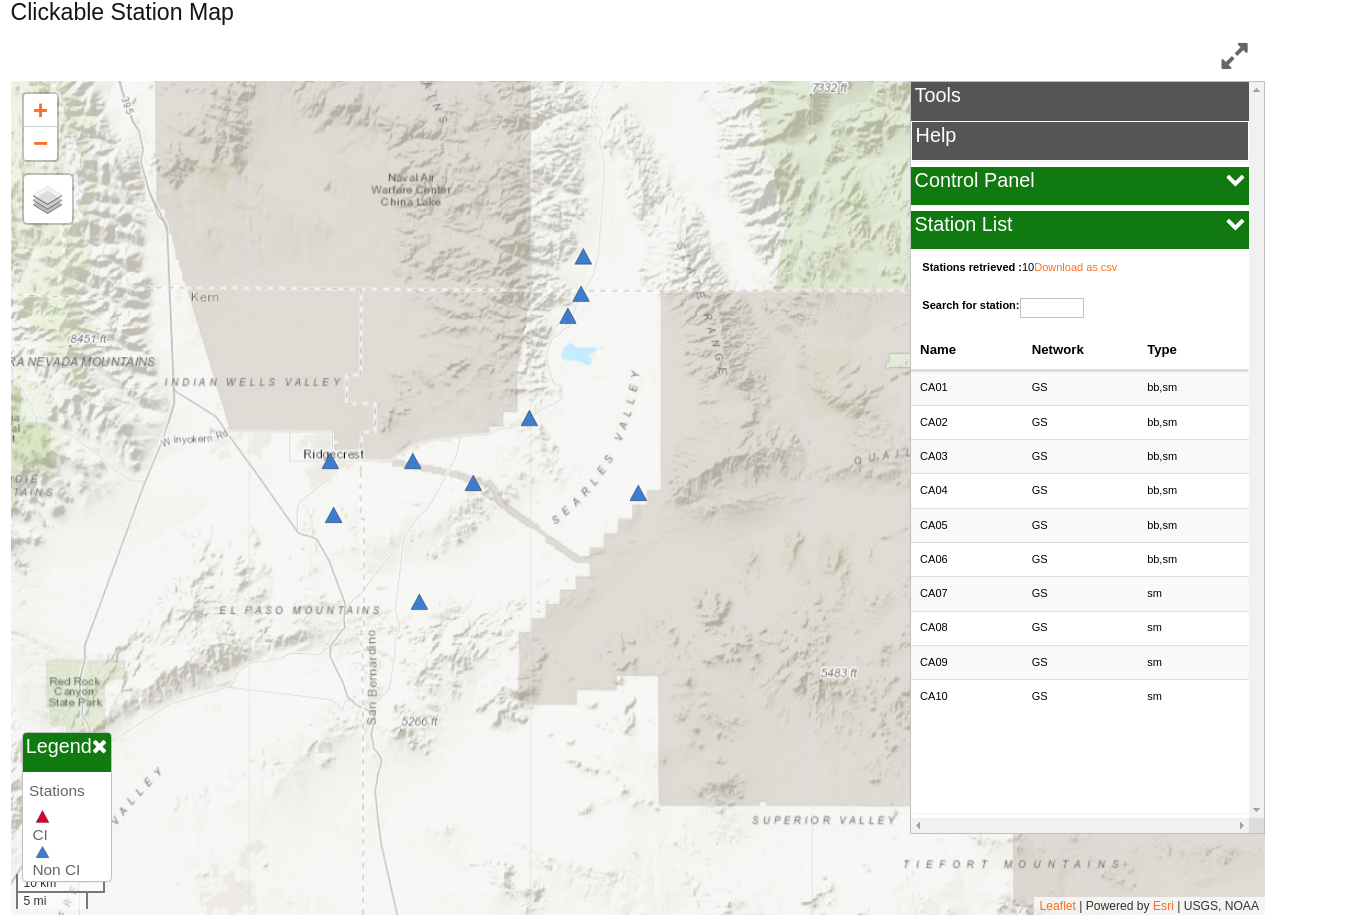 Clickable Station Map
+
−
395
ATNS
7332 ft
Tools
Help
Naval Air
Warfare Center
China Lake
Control Panel
Station List
Stations retrieved :10Download as csv
Kern
SLATE RANGE
Search for station:
8451 ft
RA NEVADA MOUNTAINS
INDIAN WELLS VALLEY
SEARLES VALLEY
Name Network Type
CA01 GS bb,sm
CA02 GS bb,sm
CA03 GS bb,sm
CA04 GS bb,sm
CA05 GS bb,sm
CA06 GS bb,sm
CA07 GS sm
CA08 GS sm
CA09 GS sm
CA10 GS sm
W Inyokern Rd
Ridgecrest
QUAIL
DIE
TAINS
EL PASO MOUNTAINS
San Bernardino
5483 ft
Red Rock
Canyon
State Park
5266 ft
Legend
Stations
CI
Non CI
VALLEY
SUPERIOR VALLEY
TIEFORT MOUNTAINS
10 km
5 mi
Leaflet | Powered by Esri | USGS, NOAA